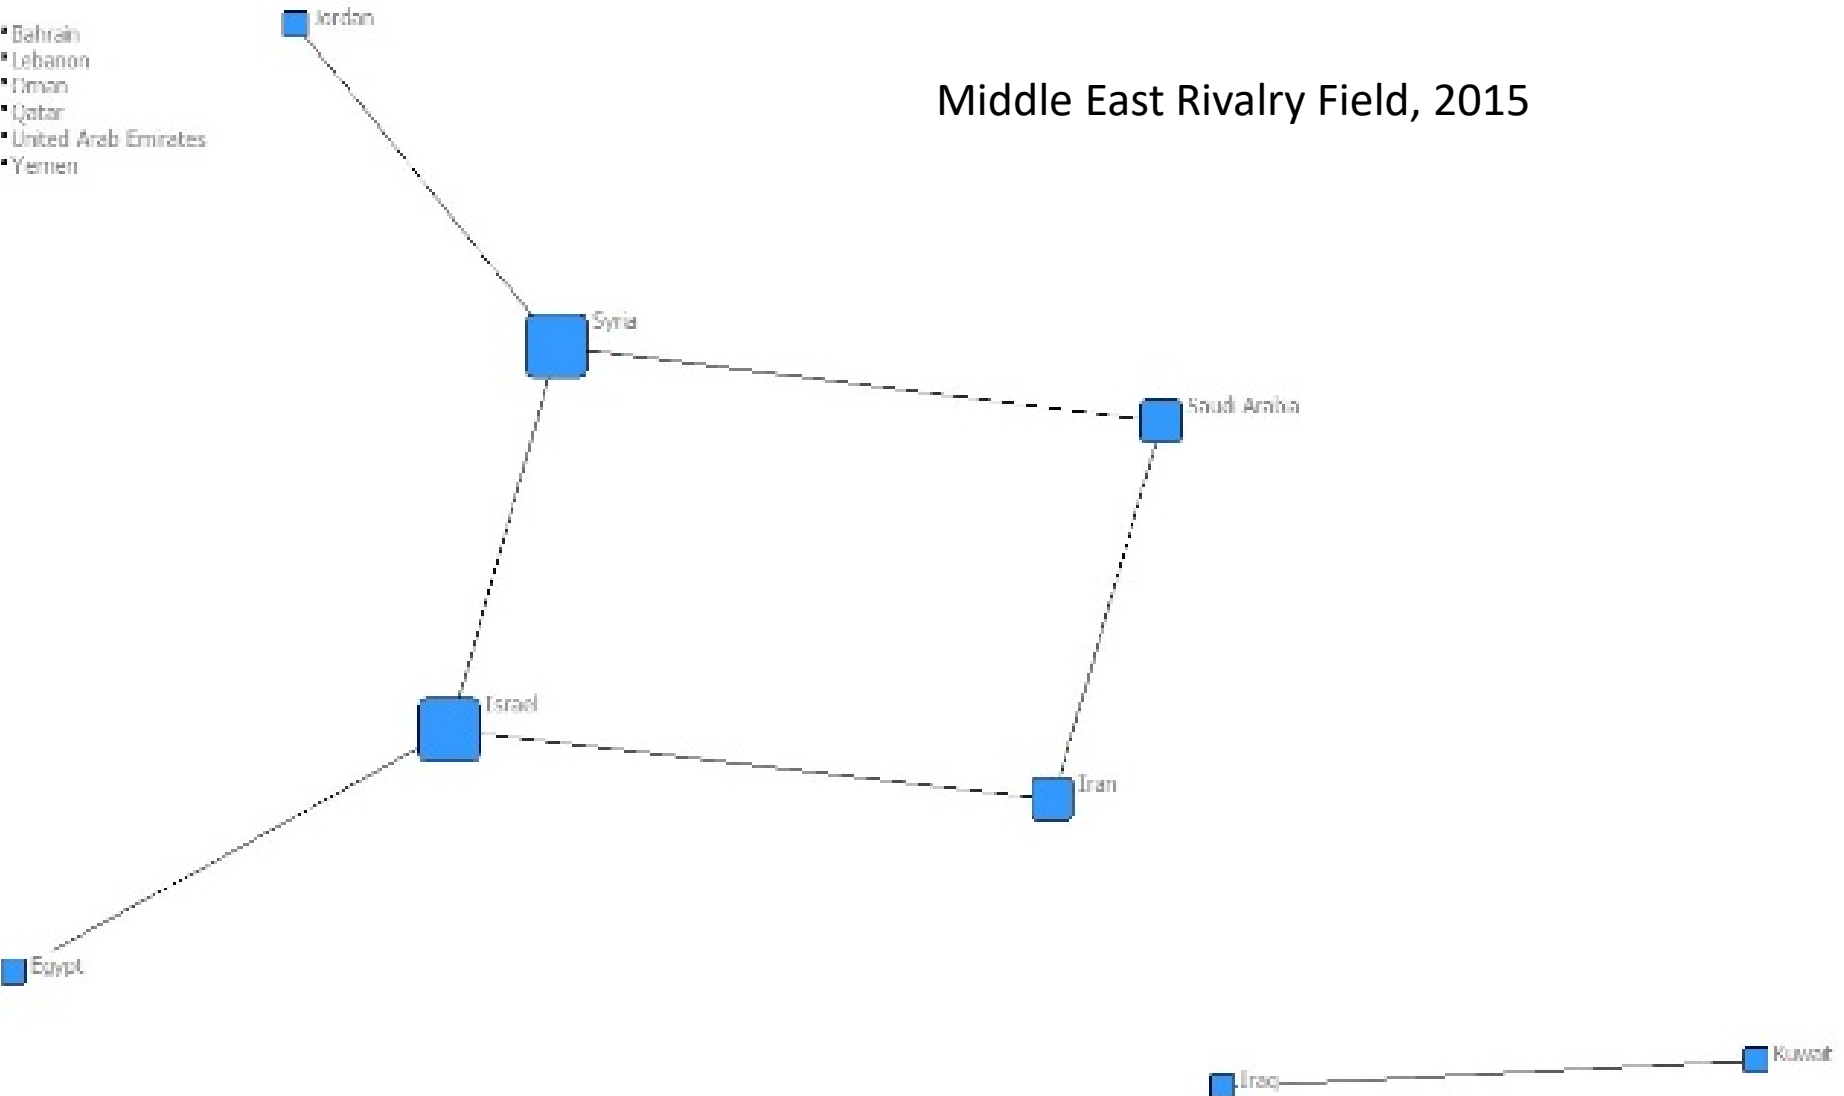 Jordan
Bahrain
Lebanon
Oman
Qatar
United Arab Emirates
Yemen
Middle East Rivalry Field, 2015
Syria
Saudi Arabia
Israel
Iran
Egypt
Kuwait
Iraq